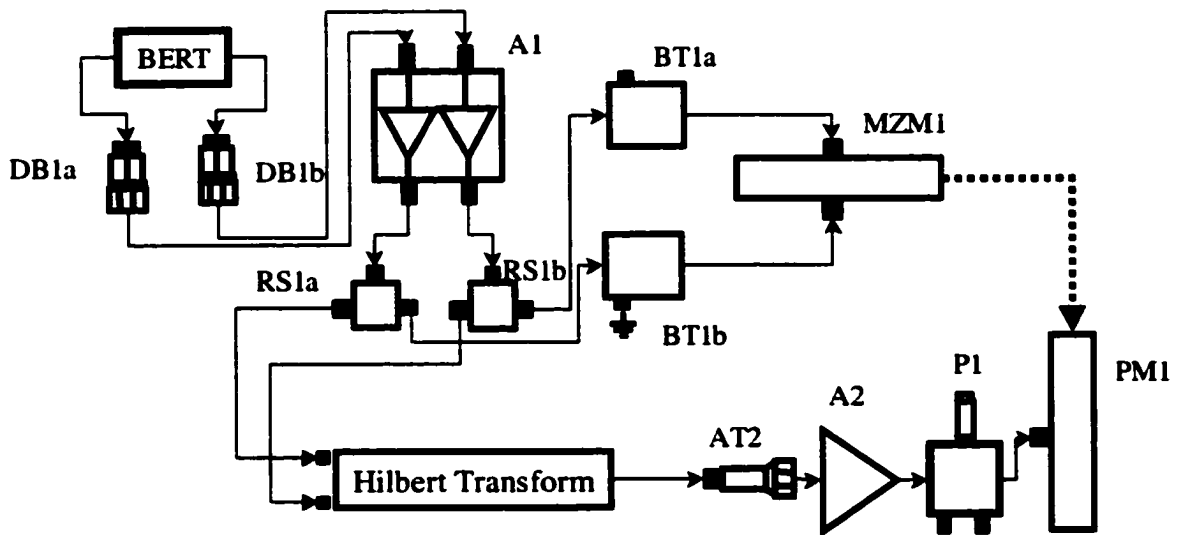 BERT
A1
BT1a
MZM1
DB1a
DB1b
RS1a
RS1b
BT1b
P1
PM1
A2
AT2
Hilbert Transform